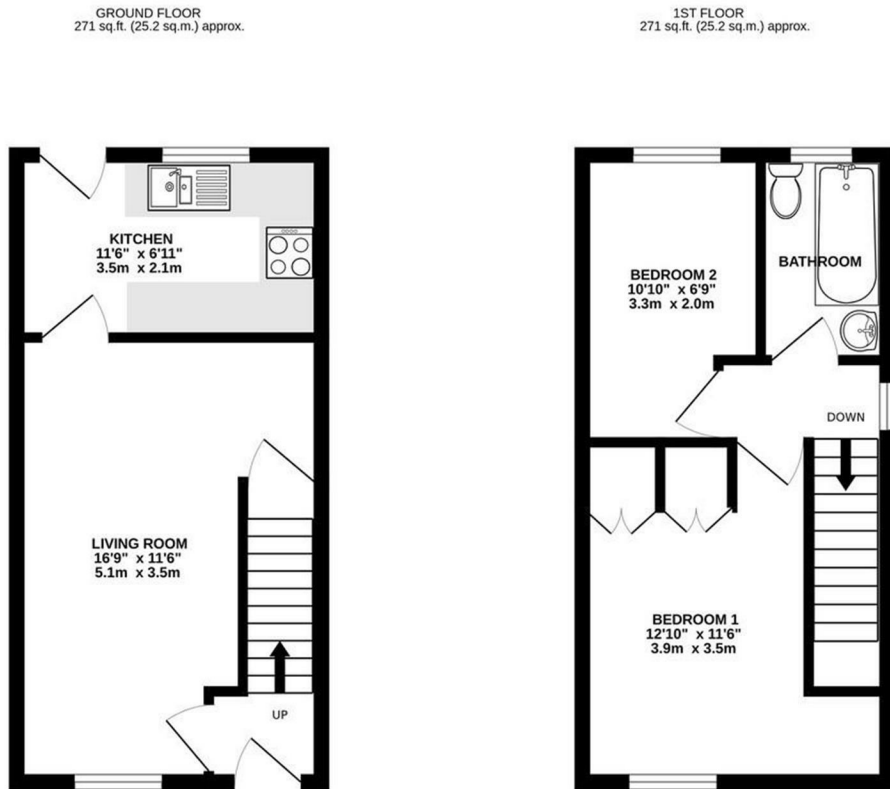 GROUND FLOOR
271 sq.ft. (25.2 sq.m.) approx.
KITCHEN
11'6" x 6'11"
3.5m x 2.1m
LIVING ROOM
16'9" x 11'6"
5.1m x 3.5m
UP
1ST FLOOR
271 sq.ft. (25.2 sq.m.) approx.
BATHROOM
BEDROOM 2
10'10" x 6'9"
3.3m x 2.0m
DOWN
BEDROOM 1
12'10" x 11'6"
3.9m x 3.5m